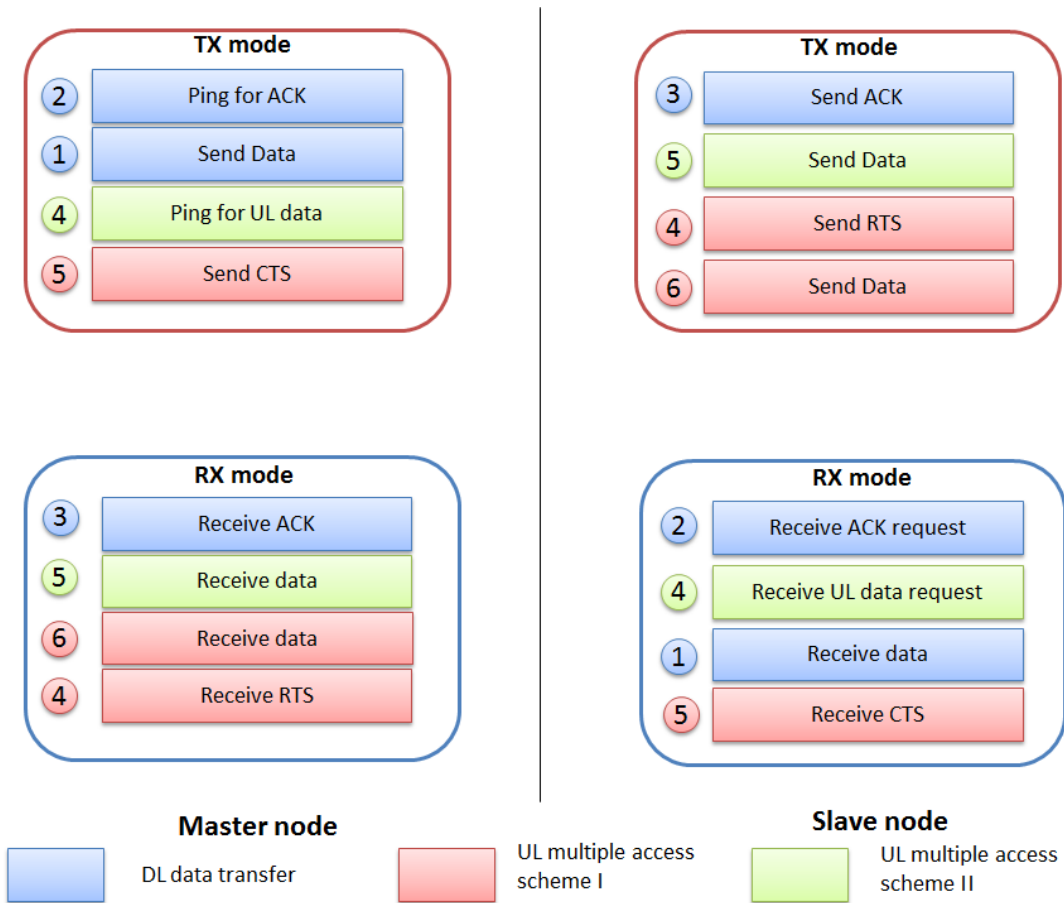 TX mode
2
Ping for ACK
1
Send Data
4
Ping for UL data
5
Send CTS
TX mode
3
Send ACK
5
Send Data
4
Send RTS
6
Send Data
RX mode
3
Receive ACK
5
Receive data
6
Receive data
4
Receive RTS
RX mode
2
Receive ACK request
4
Receive UL data request
1
Receive data
5
Receive CTS
Master node
Slave node
DL data transfer
UL multiple access
scheme I
UL multiple access
scheme II